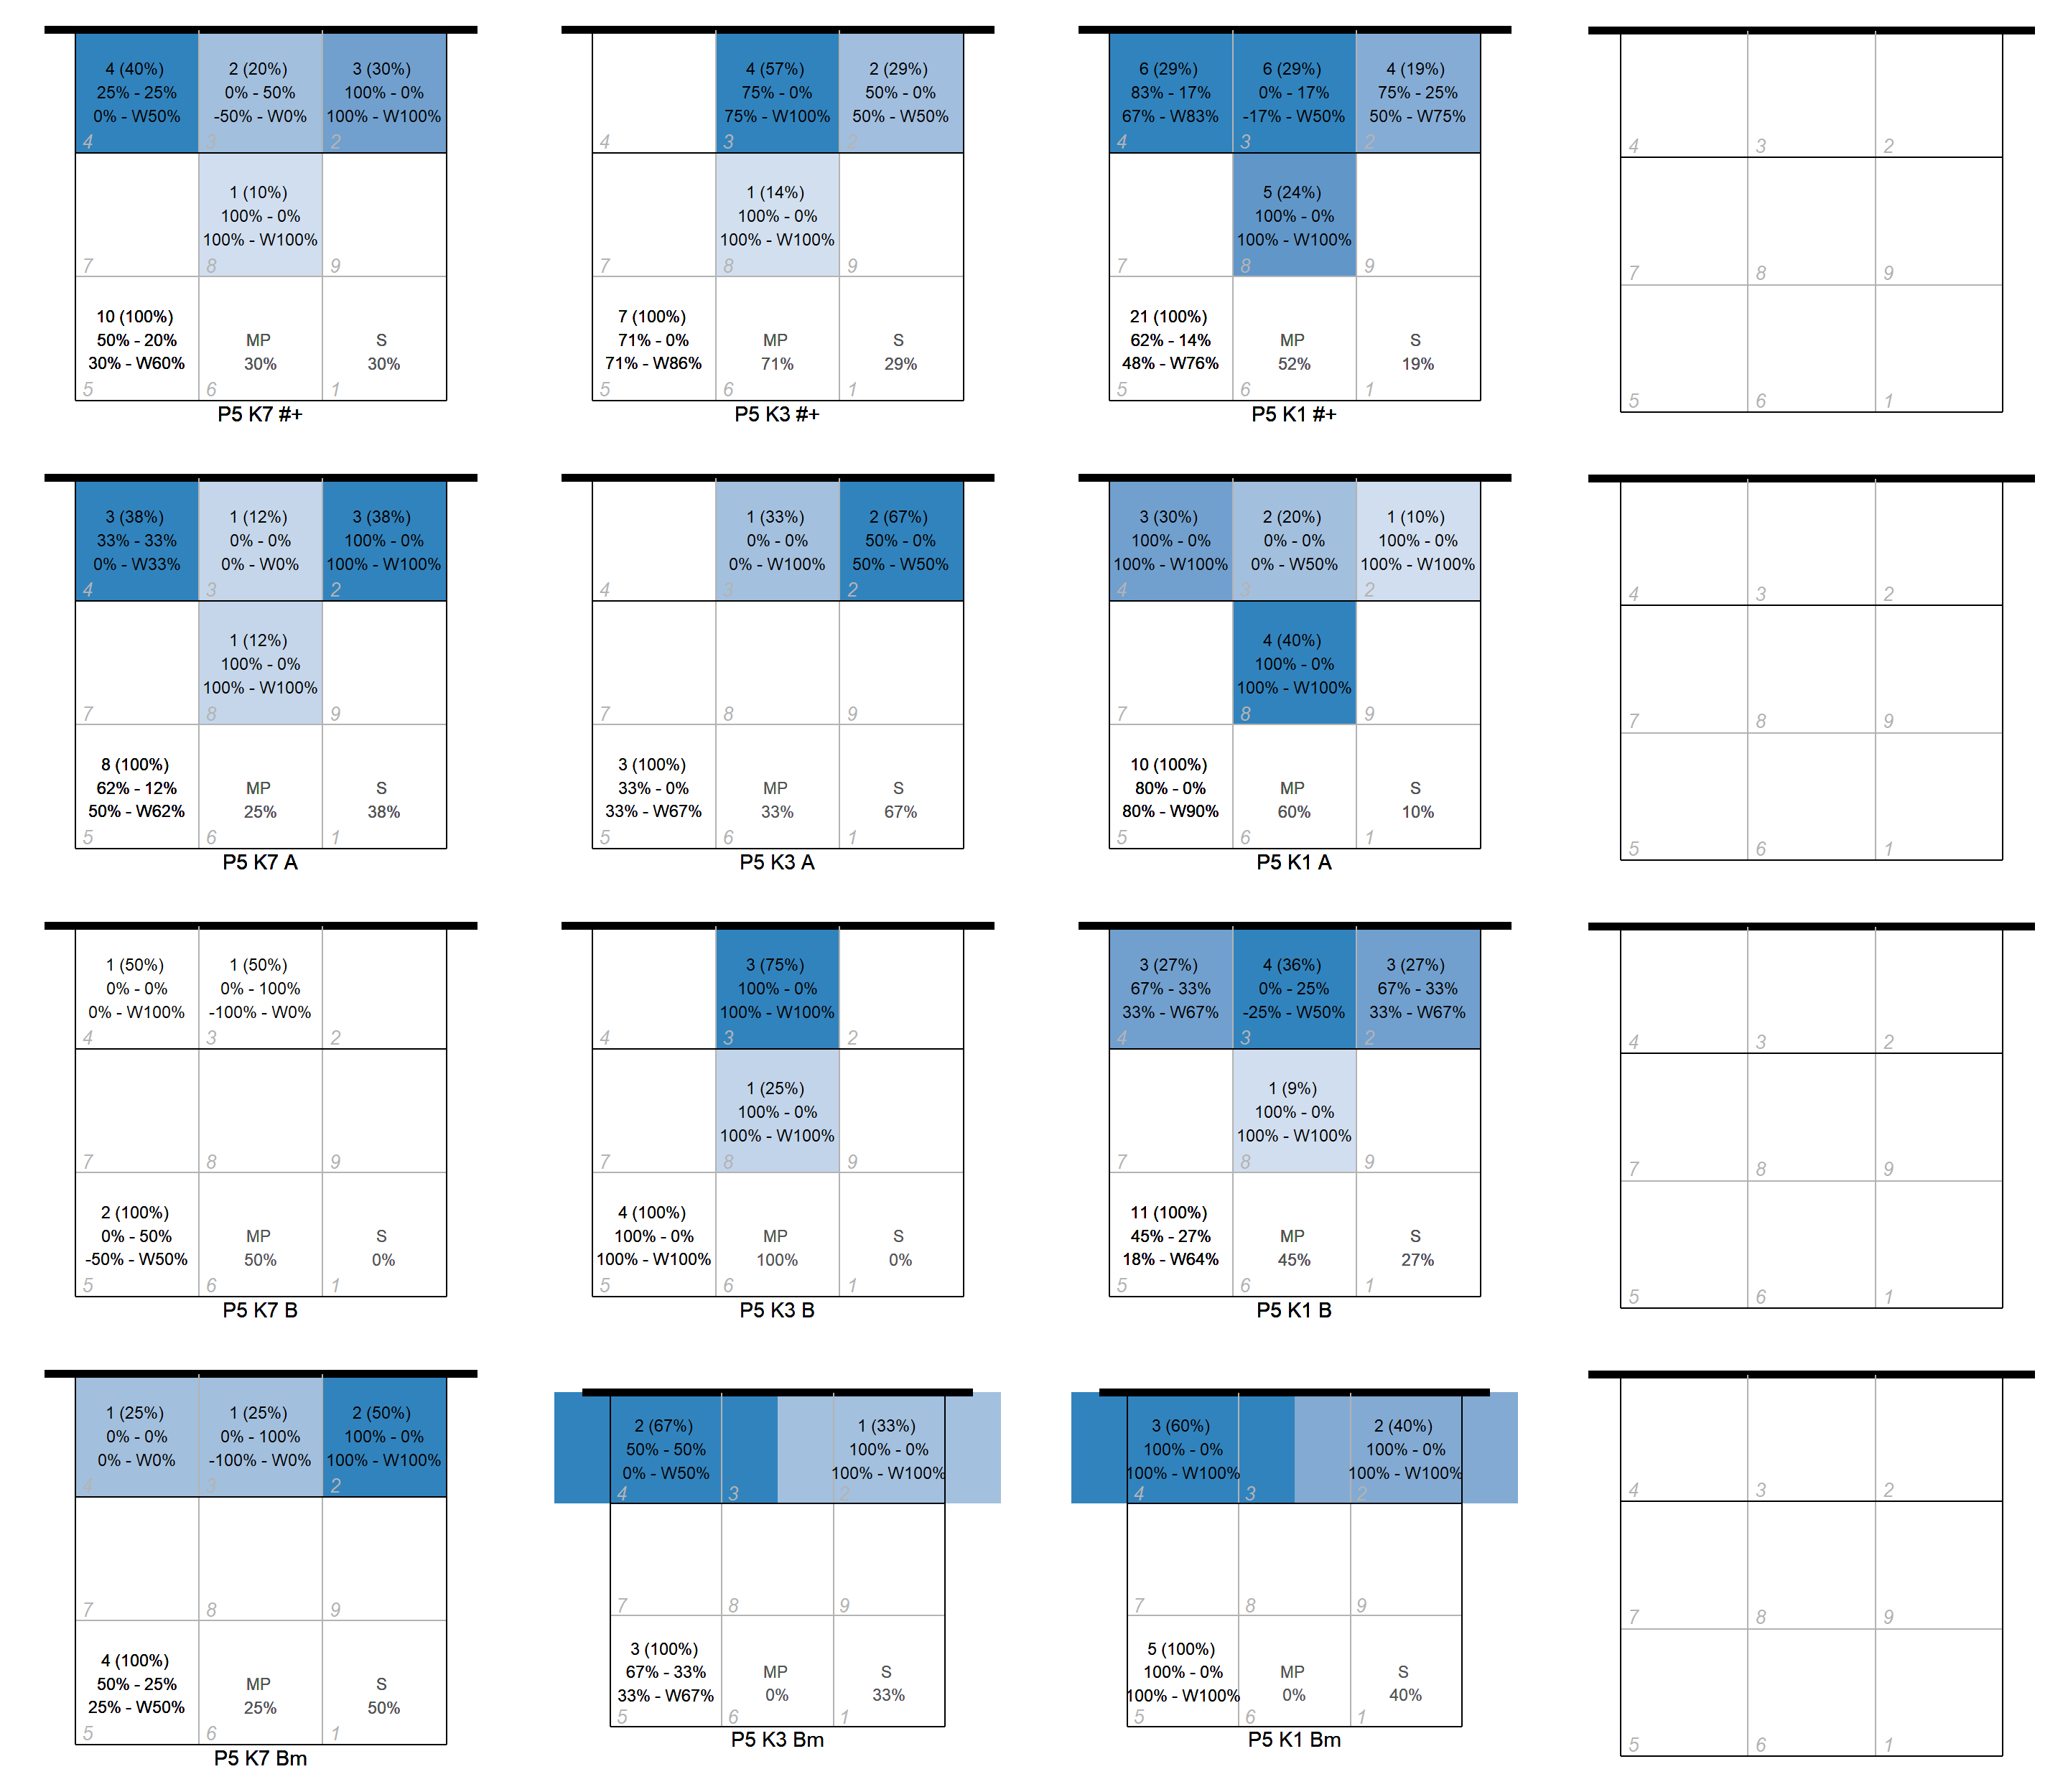 4 (40%) 2 (20%) 3 (30%)
25% - 25% 0% - 50% 100% - 0%
0% - W50% -50% - W0% 100% - W100%
4 3 2
1 (10%)
100% - 0%
100% - W100%
7 8 9
10 (100%)
50% - 20% MP S
30% - W60% 30% 30%
5 6 1
P5 K7 #+
4 (57%) 2 (29%)
75% - 0% 50% - 0%
75% - W100% 50% - W50%
4 3 2
1 (14%)
100% - 0%
100% - W100%
7 8 9
7 (100%)
71% - 0% MP S
71% - W86% 71% 29%
5 6 1
P5 K3 #+
6 (29%) 6 (29%) 4 (19%)
83% - 17% 0% - 17% 75% - 25%
67% - W83% -17% - W50% 50% - W75%
4 3 2
5 (24%)
100% - 0%
100% - W100%
7 8 9
21 (100%)
62% - 14% MP S
48% - W76% 52% 19%
5 6 1
P5 K1 #+
4 3 2
7 8 9
5 6 1
3 (38%) 1 (12%) 3 (38%)
33% - 33% 0% - 0% 100% - 0%
0% - W33% 0% - W0% 100% - W100%
4 3 2
1 (12%)
100% - 0%
100% - W100%
7 8 9
8 (100%)
62% - 12% MP S
50% - W62% 25% 38%
5 6 1
P5 K7 A
1 (33%) 2 (67%)
0% - 0% 50% - 0%
0% - W100% 50% - W50%
4 3 2
7 8 9
3 (100%)
33% - 0% MP S
33% - W67% 33% 67%
5 6 1
P5 K3 A
3 (30%) 2 (20%) 1 (10%)
100% - 0% 0% - 0% 100% - 0%
100% - W100% 0% - W50% 100% - W100%
4 3 2
4 (40%)
100% - 0%
100% - W100%
7 8 9
10 (100%)
80% - 0% MP S
80% - W90% 60% 10%
5 6 1
P5 K1 A
4 3 2
7 8 9
5 6 1
1 (50%) 1 (50%)
0% - 0% 0% - 100%
0% - W100% -100% - W0%
4 3 2
7 8 9
2 (100%)
0% - 50% MP S
-50% - W50% 50% 0%
5 6 1
P5 K7 B
3 (75%)
100% - 0%
100% - W100%
4 3 2
1 (25%)
100% - 0%
100% - W100%
7 8 9
4 (100%)
100% - 0% MP S
100% - W100% 100% 0%
5 6 1
P5 K3 B
3 (27%) 4 (36%) 3 (27%)
67% - 33% 0% - 25% 67% - 33%
33% - W67% -25% - W50% 33% - W67%
4 3 2
1 (9%)
100% - 0%
100% - W100%
7 8 9
11 (100%)
45% - 27% MP S
18% - W64% 45% 27%
5 6 1
P5 K1 B
4 3 2
7 8 9
5 6 1
1 (25%) 1 (25%) 2 (50%)
0% - 0% 0% - 100% 100% - 0%
0% - W0% -100% - W0% 100% - W100%
4 3 2
7 8 9
4 (100%)
50% - 25% MP S
25% - W50% 25% 50%
5 6 1
P5 K7 Bm
2 (67%) 1 (33%)
50% - 50% 100% - 0%
0% - W50% 100% - W100%
4 3 2
7 8 9
3 (100%)
67% - 33% MP S
33% - W67% 0% 33%
5 6 1
P5 K3 Bm
3 (60%) 2 (40%)
100% - 0% 100% - 0%
100% - W100% 100% - W100%
4 3 2
7 8 9
5 (100%)
100% - 0% MP S
100% - W100% 0% 40%
5 6 1
P5 K1 Bm
4 3 2
7 8 9
5 6 1